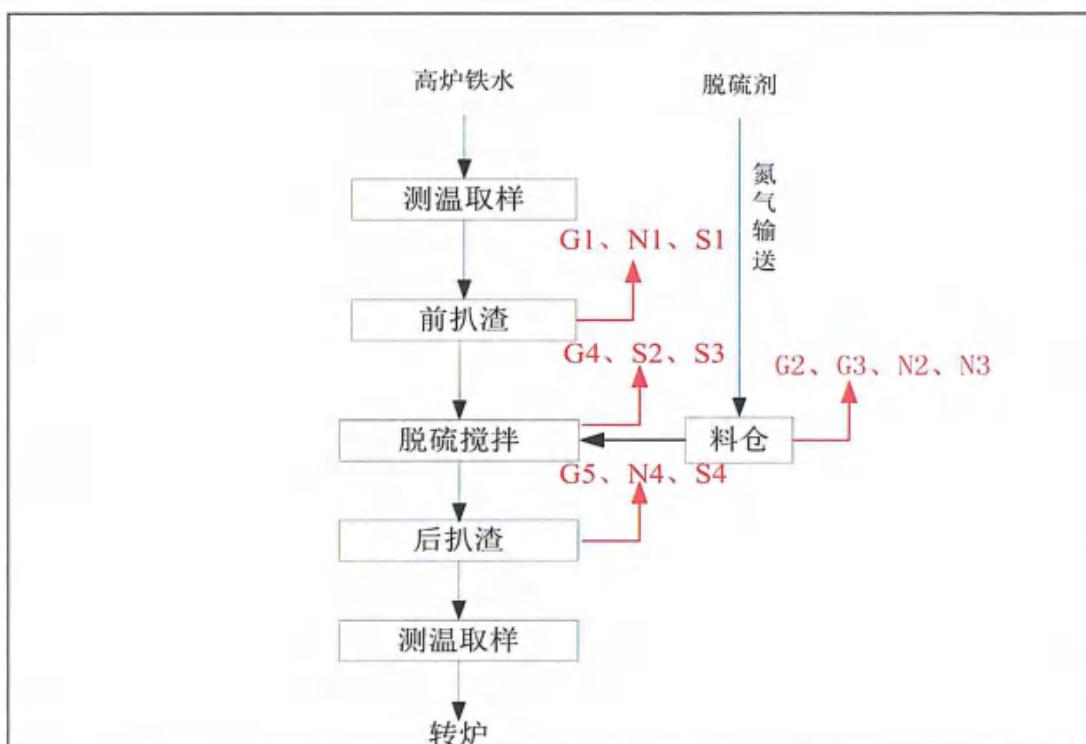 高炉铁水
脱硫剂
氮气输送
测温取样
G1、N1、S1
前扒渣
G4、S2、S3
G2、G3、N2、N3
脱硫搅拌
料仓
G5、N4、S4
后扒渣
测温取样
转炉